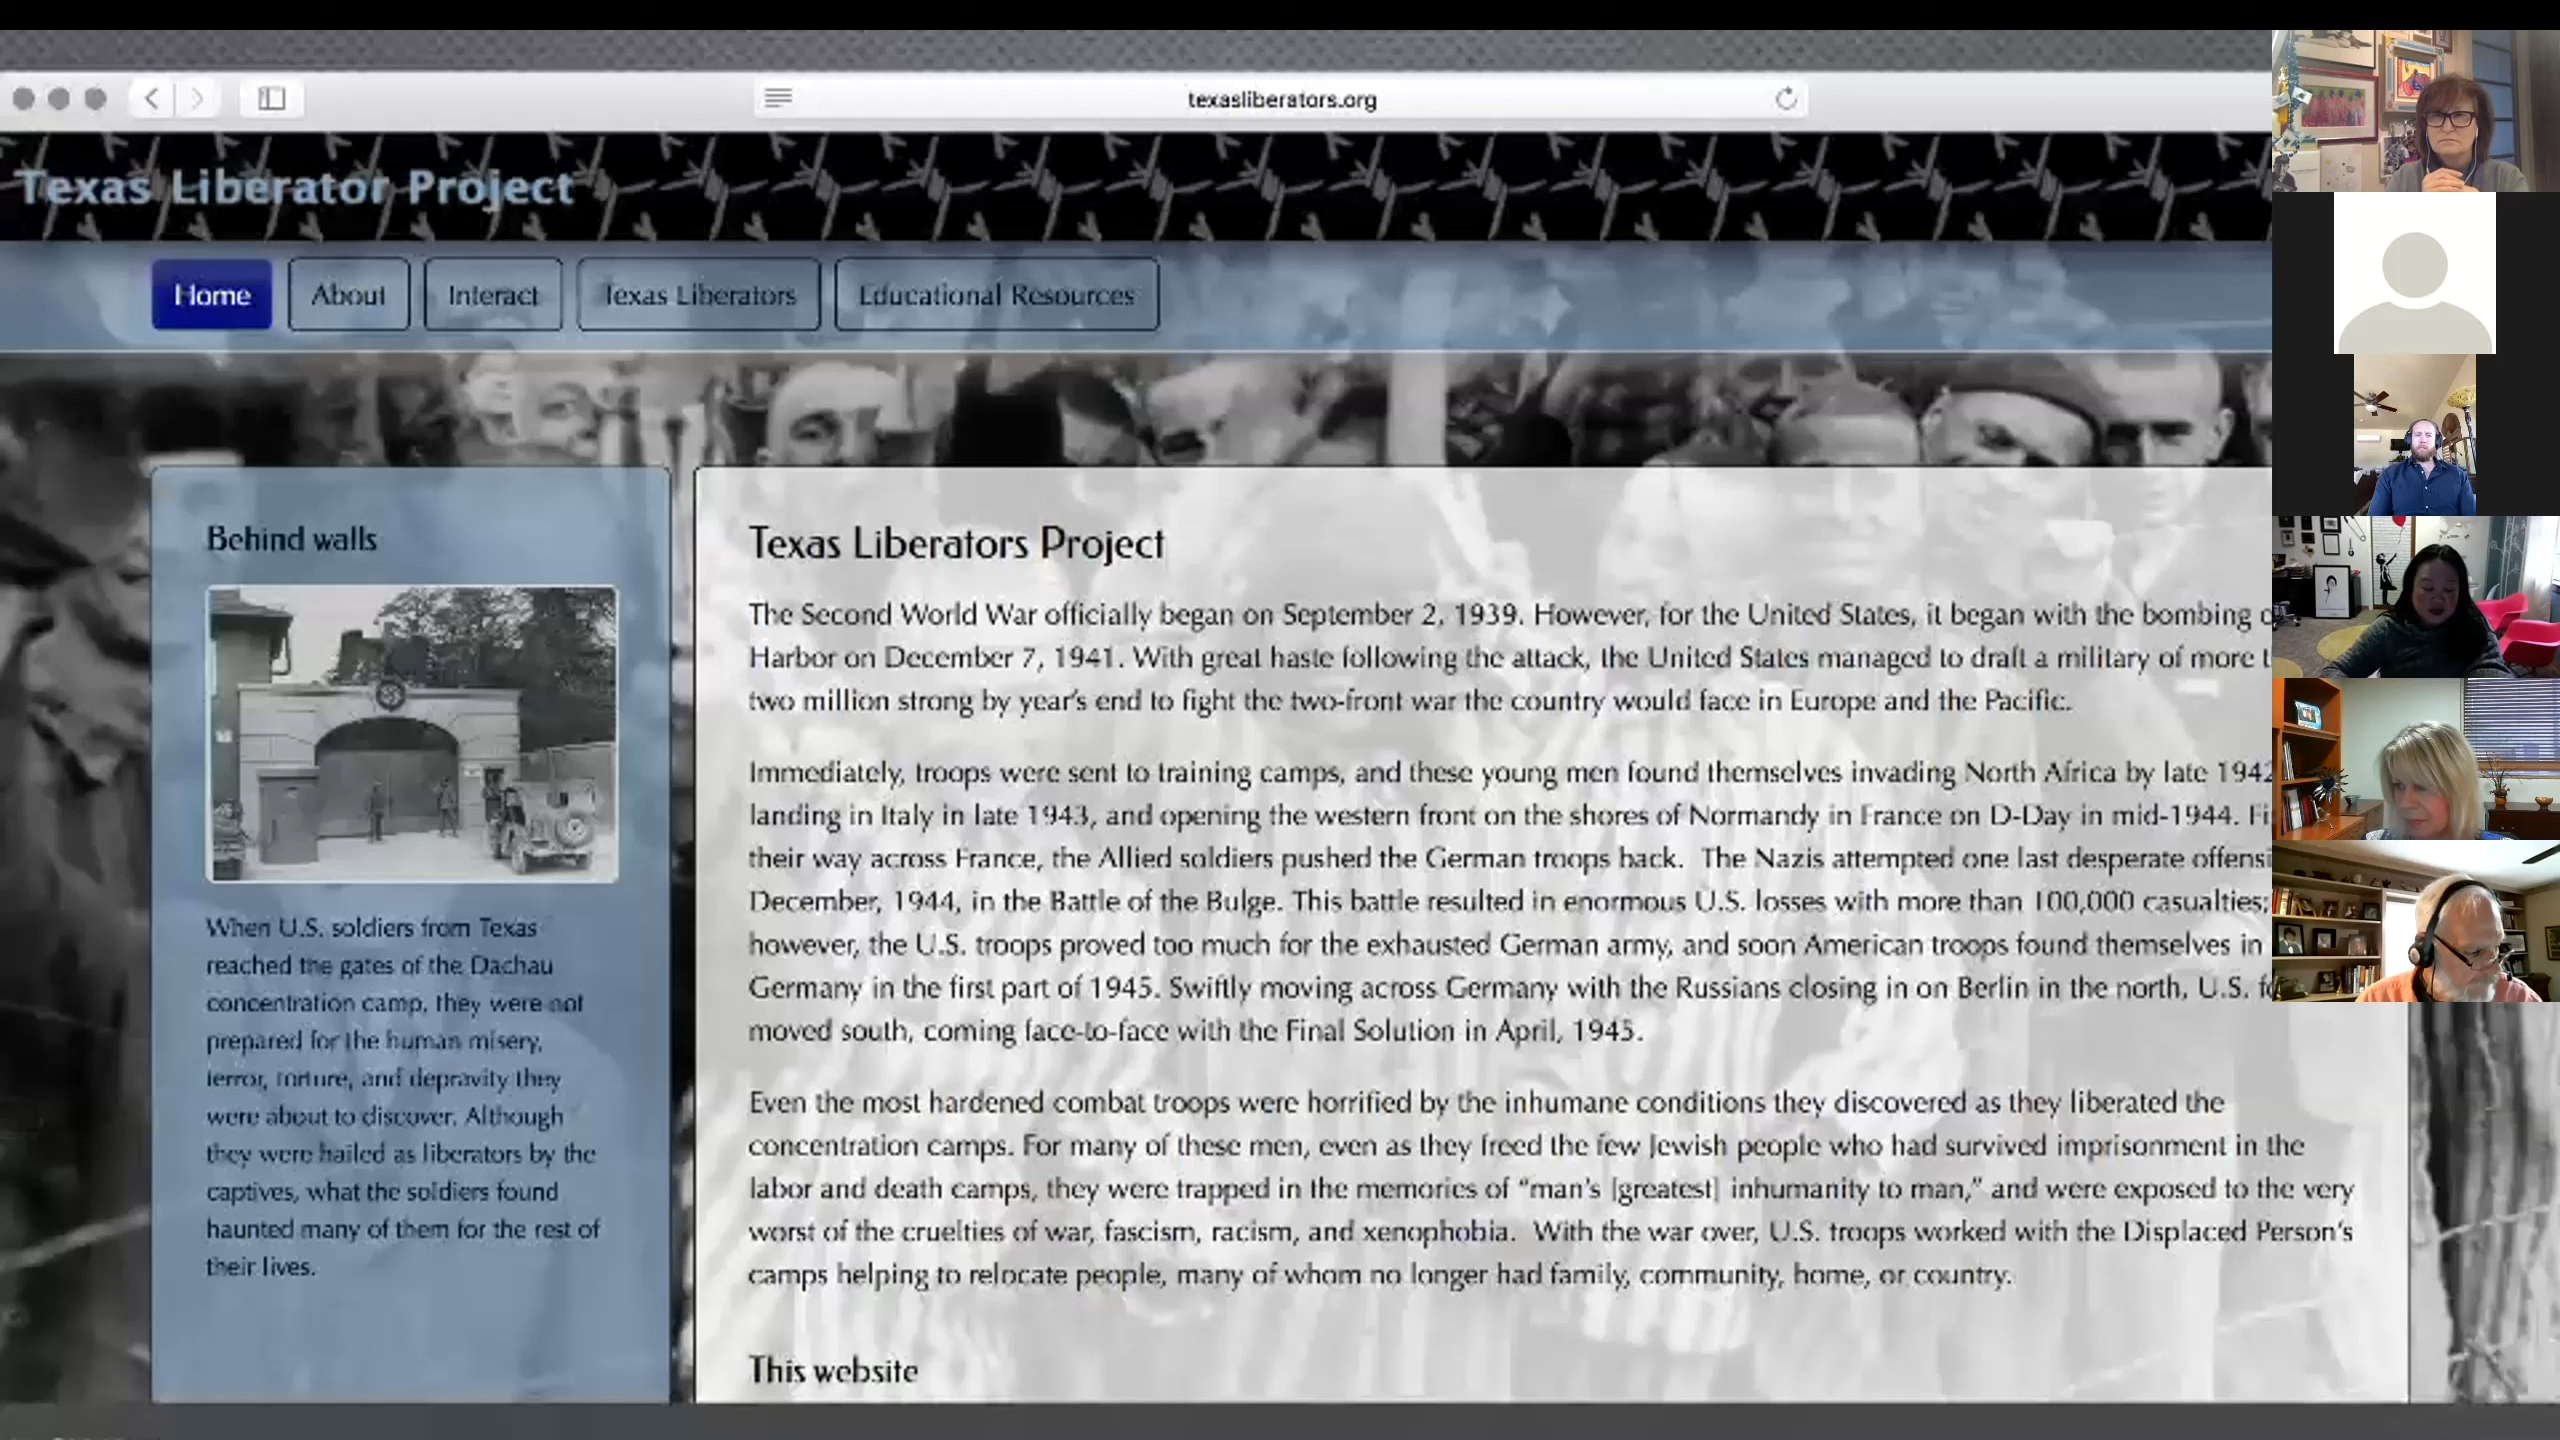 texasliberators.org
Texas Liberator Project
Home
About
Interact
Texas Liberators
Educational Resources
Behind walls
When U.S. soldiers from Texas
reached the gates of the Dachau
concentration camp, they were not
prepared for the human misery,
terror, torture, and depravity they
were about to discover. Although
they were hailed as liberators by the
captives, what the soldiers found
haunted many of them for the rest of
their lives.
Texas Liberators Project
The Second World War officially began on September 2, 1939. However, for the United States, it began with the bombing
Harbor on December 7, 1941. With great haste following the attack, the United States managed to draft a military of more
two million strong by year's end to fight the two-front war the country would face in Europe and the Pacific.
Immediately, troops were sent to training camps, and these young men found themselves invading North Africa by late 1942
landing in Italy in late 1943, and opening the western front on the shores of Normandy in France on D-Day in mid-1944.
their way across France, the Allied soldiers pushed the German troops back. The Nazis attempted one last desperate
December, 1944, in the Battle of the Bulge. This battle resulted in enormous U.S. losses with more than 100,000 casualties;
however, the U.S. troops proved too much for the exhausted German army, and soon American troops found themselves in
Germany in the first part of 1945. Swiftly moving across Germany with the Russians closing in on Berlin in the north, U.S.
moved south, coming face-to-face with the Final Solution in April, 1945.
Even the most hardened combat troops were horrified by the inhumane conditions they discovered as they liberated the
concentration camps. For many of these men, even as they freed the few Jewish people who had survived imprisonment in the
labor and death camps, they were trapped in the memories of "man's [greatest] inhumanity to man," and were exposed to the very
worst of the cruelties of war, fascism, racism, and xenophobia. With the war over, U.S. troops worked with the Displaced Person's
camps helping to relocate people, many of whom no longer had family, community, home, or country.
This website